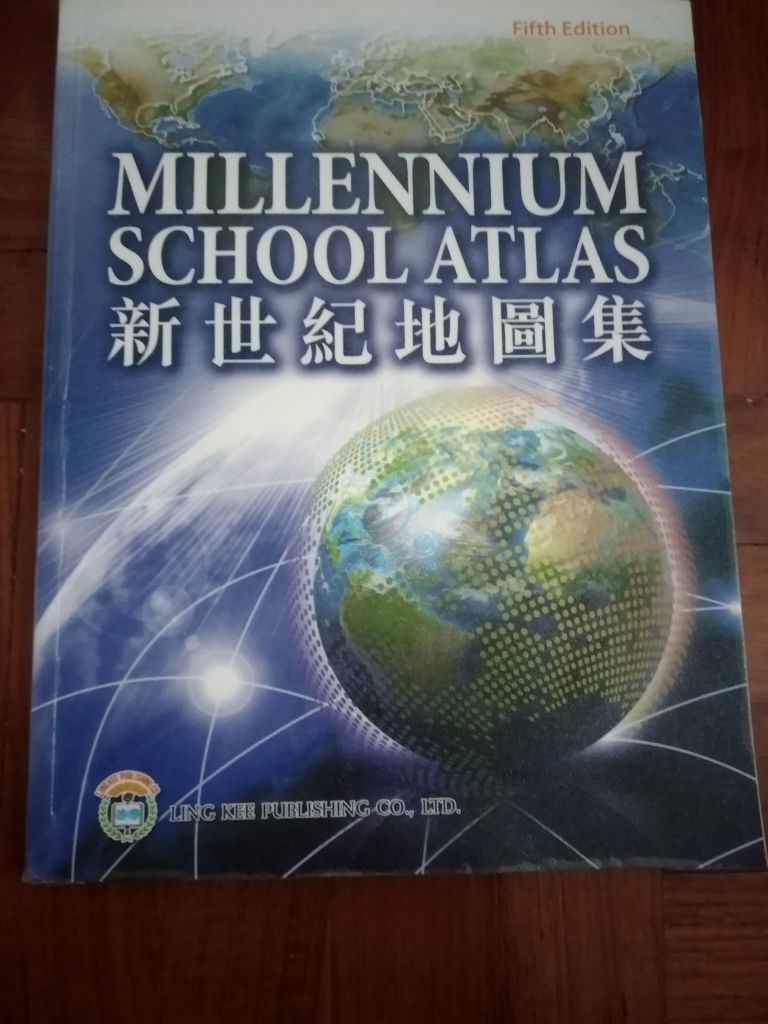 Fifth Edition
MILLENNIUM
SCHOOL ATLAS
新世紀地圖集
LING KEE PUBLISHING CO., LTD.